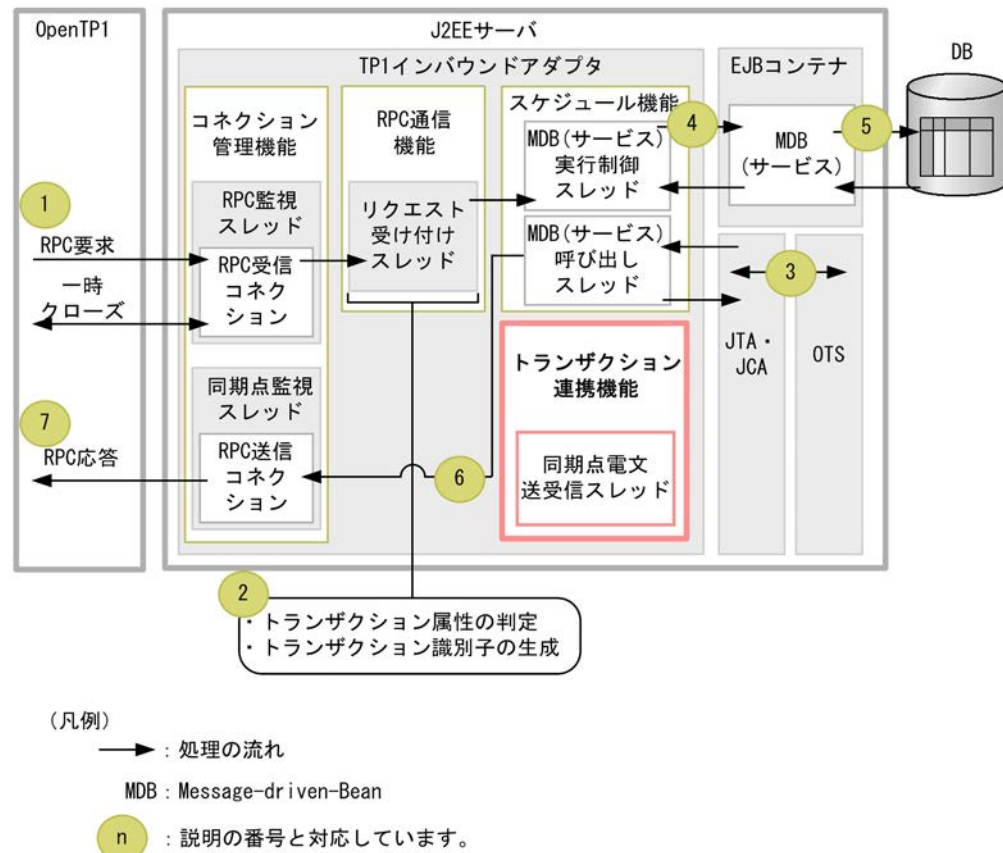 OpenTP1
J2EEサーバ
TP1インバウンドアダプタ
EJBコンテナ
DB
コネクション
管理機能
RPC通信
機能
スケジュール機能
4
5
MDB(サービス)
実行制御
スレッド
MDB
(サービス)
1
RPC要求
RPC監視
スレッド
リクエスト
受け付け
スレッド
RPC受信
コネク
ション
MDB(サービス)
呼び出し
スレッド
3
一時
クローズ
JTA・
JCA
OTS
トランザクション
連携機能
同期点監視
スレッド
7
RPC応答
RPC送信
コネク
ション
6
同期点電文
送受信スレッド
2
・トランザクション属性の判定
・トランザクション識別子の生成
(凡例)
：処理の流れ
MDB：Message-driven-Bean
n ：説明の番号と対応しています。